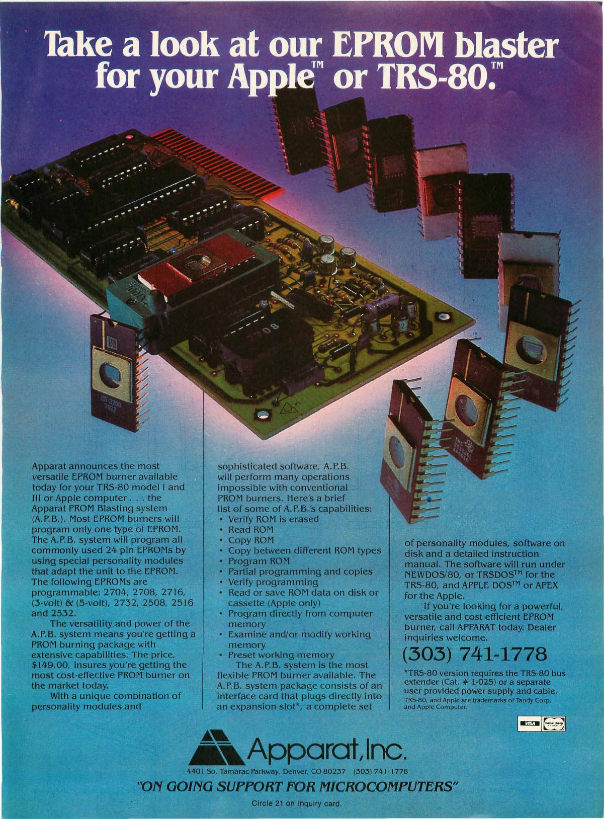 Take a look at our EPROM blaster
for your Apple™ or TRS-80.™
2708
Apparat announces the most
versatile EPROM burner available
today for your TRS-80 model I and
III or Apple computer . . . the
Apparat PROM Blasting system
(A.P.B.). Most EPROM burners will
program only one type of EPROM.
The A.P.B. system will program all
commonly used 24 pin EPROMs by
using special personality modules
that adapt the unit to the EPROM.
The following EPROMs are
programmable: 2704, 2708, 2716,
(3-volt) & (5-volt), 2732, 2508, 2516
and 2532.
The versatility and power of the
A.P.B. system means you're getting a
PROM burning package with
extensive capabilities. The price,
$149.00, insures you're getting the
most cost-effective PROM burner on
the market today.
With a unique combination of
personality modules and
sophisticated software, A.P.B.
will perform many operations
impossible with conventional
PROM burners. Here's a brief
list of some of A.P.B.'s capabilities:
• Verify ROM is erased
• Read ROM
• Copy ROM
• Copy between different ROM types
• Program ROM
• Partial programming and copies
• Verify programming
• Read or save ROM data on disk or
cassette (Apple only)
• Program directly from computer
memory
• Examine and/or modify working
memory
• Preset working memory
The A.P.B. system is the most
flexible PROM burner available. The
A.P.B. system package consists of an
interface card that plugs directly into
an expansion slot*, a complete set
of personality modules, software on
disk and a detailed instruction
manual. The software will run under
NEWDOS/80, or TRSDOS™ for the
TRS-80, and APPLE DOS™ or APEX
for the Apple.
If you're looking for a powerful,
versatile and cost-efficient EPROM
burner, call APPARAT today. Dealer
inquiries welcome.
(303) 741-1778
*TRS-80 version requires the TRS-80 bus
extender (Cat. # 1-025) or a separate
user provided power supply and cable.
TRS-80, and Apple are trademarks of Tandy Corp.
and Apple Computer.
VISA
Apparat, Inc.
4401 So. Tamarac Parkway, Denver, CO 80237 (303) 741-1778
"ON GOING SUPPORT FOR MICROCOMPUTERS"
Circle 21 on inquiry card.